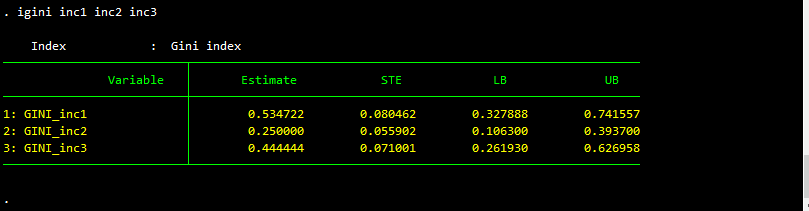 . igini inc1 inc2 inc3
Index : Gini index
Variable Estimate STE LB UB
1: GINI_inc1 0.534722 0.080462 0.327888 0.741557
2: GINI_inc2 0.250000 0.055902 0.106300 0.393700
3: GINI_inc3 0.444444 0.071001 0.261930 0.626958
.